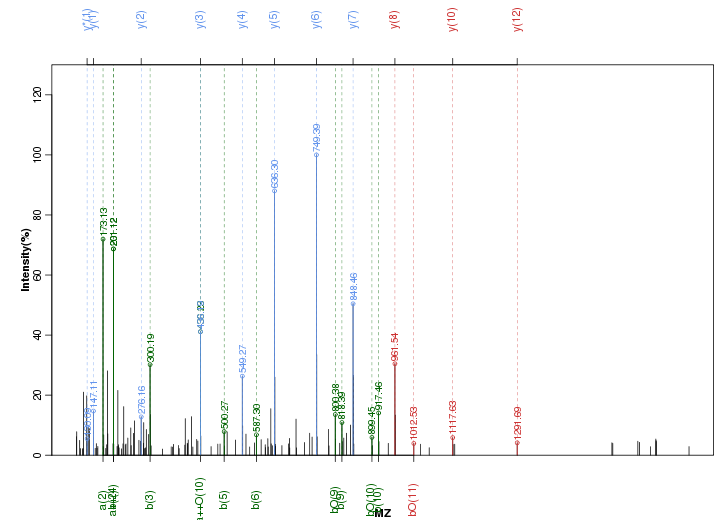 y*(1)
y(1)
y(2)
y(3)
y(4)
y(5)
y(6)
y(7)
y(8)
y(10)
y(12)
Intensity(%)
0
20
40
60
80
100
120
147.11
173.13
201.12
276.16
300.19
500.27
549.27
587.30
636.30
749.39
800.38
818.39
848.46
899.45
917.46
961.54
1012.53
1117.63
1291.69
a(2)
b(3)
b(5)
b(6)
bO(9)
b(9)
bO(10)
b(10)
bO(11)
MZ